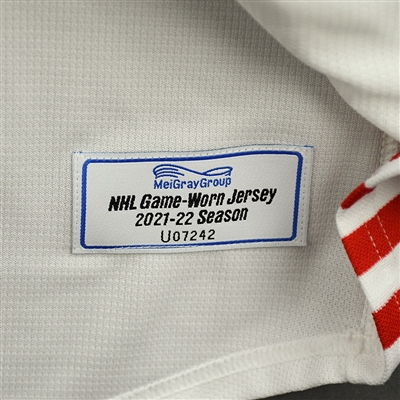 MeiGrayGroup
NHL Game-Worn Jersey
2021-22 Season
U07242